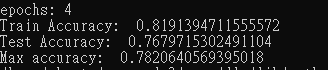 epochs: 4
Train Accuracy:  0.8191394711555572
Test Accuracy:  0.7679715302491104
Max accuracy:  0.7820640569395018